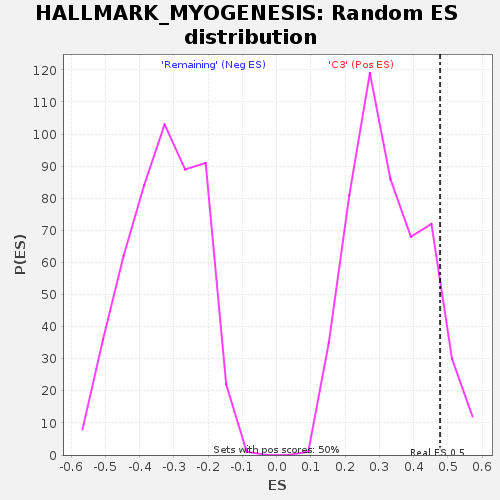 HALLMARK_MYOGENESIS: Random ES
distribution
'Remaining' (Neg ES)
'C3' (Pos ES)
120
110
100
90
80
70
60
50
40
30
20
10
0
P(ES)
Sets with pos scores: 50%
Real ES 0.5
-0.6 -0.5 -0.4 -0.3 -0.2 -0.1 0.0 0.1 0.2 0.3 0.4 0.5 0.6
ES